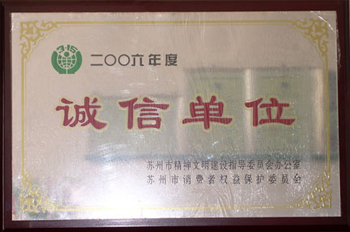 二〇〇六年度
诚信单位
苏州市精神文明建设指导委员会办公室
苏州市消费者权益保护委员会